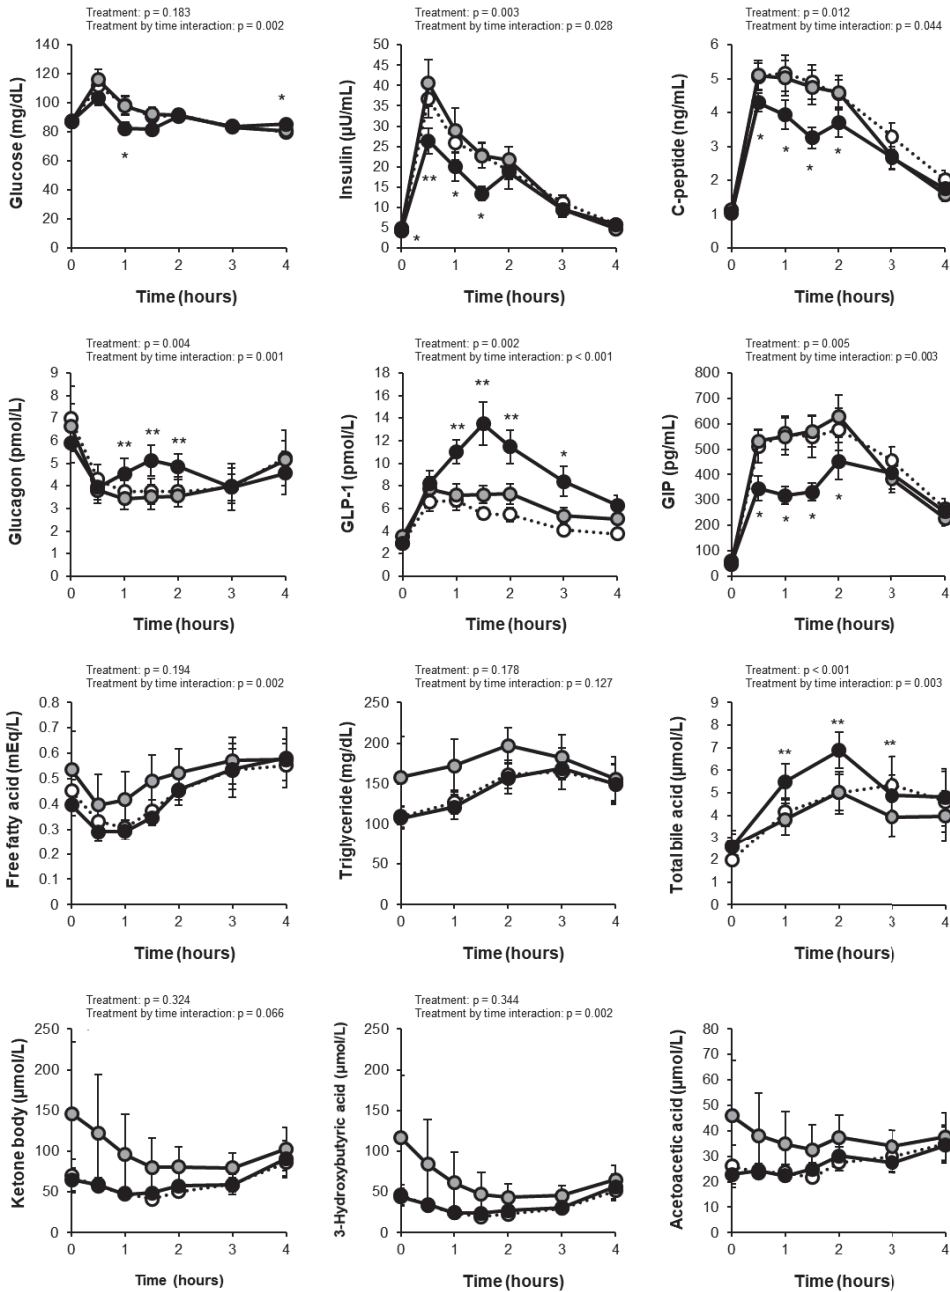 Treatment: p = 0.183
Treatment by time interaction: p = 0.002
Glucose (mg/dL)
140
120
100
80
60
40
20
0
*
*
0 1 2 3 4
Time (hours)
Treatment: p = 0.003
Treatment by time interaction: p = 0.028
Insulin (µU/mL)
50
45
40
35
30
25
20
15
10
5
0
**
*
*
*
0 1 2 3 4
Time (hours)
Treatment: p = 0.012
Treatment by time interaction: p = 0.044
C-peptide (ng/mL)
6
5
4
3
2
1
0
*
*
*
*
0 1 2 3 4
Time (hours)
Treatment: p = 0.004
Treatment by time interaction: p = 0.001
Glucagon (pmol/L)
9
8
7
6
5
4
3
2
1
0
** ** **
0 1 2 3 4
Time (hours)
Treatment: p = 0.002
Treatment by time interaction: p < 0.001
GLP-1 (pmol/L)
18
16
14
12
10
8
6
4
2
0
** ** ** *
0 1 2 3 4
Time (hours)
Treatment: p = 0.005
Treatment by time interaction: p =0.003
GIP (pg/mL)
800
700
600
500
400
300
200
100
0
* * * *
0 1 2 3 4
Time (hours)
Treatment: p = 0.194
Treatment by time interaction: p = 0.002
Free fatty acid (mEq/L)
0.8
0.7
0.6
0.5
0.4
0.3
0.2
0.1
0
0 1 2 3 4
Time (hours)
Treatment: p = 0.178
Treatment by time interaction: p = 0.127
Triglyceride (mg/dL)
300
250
200
150
100
50
0
0 1 2 3 4
Time (hours)
Treatment: p < 0.001
Treatment by time interaction: p = 0.003
Total bile acid (µmol/L)
9
8
7
6
5
4
3
2
1
0
** ** **
0 1 2 3 4
Time (hours)
Treatment: p = 0.324
Treatment by time interaction: p = 0.066
Ketone body (µmol/L)
250
200
150
100
50
0
0 1 2 3 4
Time (hours)
Treatment: p = 0.344
Treatment by time interaction: p = 0.002
3-Hydroxybutyric acid (µmol/L)
250
200
150
100
50
0
0 1 2 3 4
Time (hours)
Acetoacetic acid (µmol/L)
80
70
60
50
40
30
20
10
0
0 1 2 3 4
Time (hours)